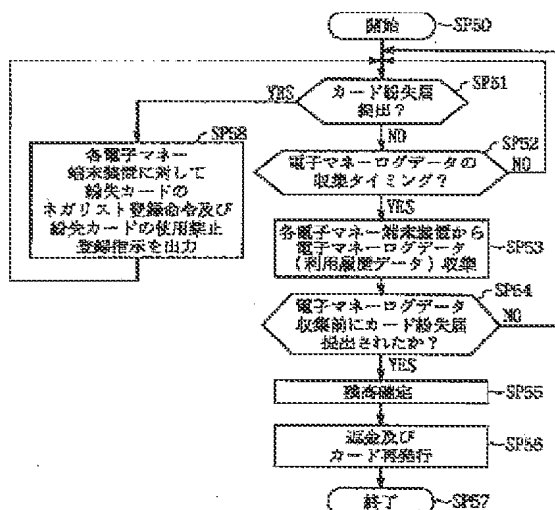 開始
SP50
カード紛失届
提出?
SP51
YES
NO
SP58
各電子マネー
端末装置に対して
紛失カードの
ネガリスト登録命令及び
紛失カードの使用禁止
登録指示を出力
電子マネーログデータの
収集タイミング?
SP52
NO
YES
各電子マネー端末装置から
電子マネーログデータ
(利用履歴データ)収集
SP53
電子マネーログデータ
収集前にカード紛失届
提出されたか?
SP54
NO
YES
残高確定
SP55
返金及び
カード再発行
SP56
終了
SP57